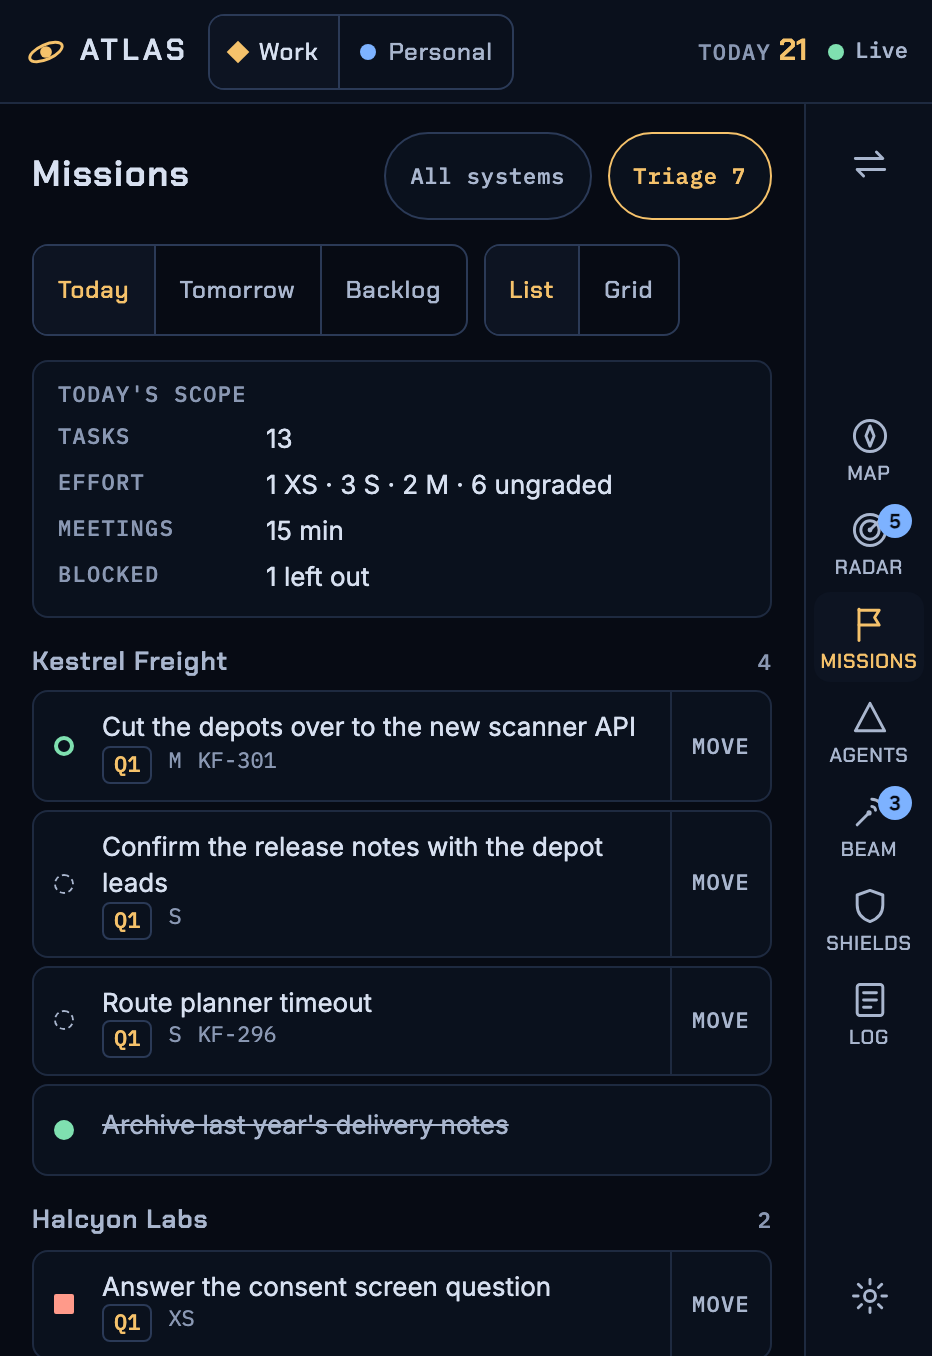 ATLAS
Work
Personal
TODAY 21
Live
Missions
All systems
Triage 7
Today
Tomorrow
Backlog
List
Grid
TODAY'S SCOPE
TASKS 13
EFFORT 1 XS · 3 S · 2 M · 6 ungraded
MEETINGS 15 min
BLOCKED 1 left out
Kestrel Freight 4
Cut the depots over to the new scanner API
Q1 M KF-301
MOVE
Confirm the release notes with the depot
leads
Q1 S
MOVE
Route planner timeout
Q1 S KF-296
MOVE
Archive last year's delivery notes
Halcyon Labs 2
Answer the consent screen question
Q1 XS
MOVE
MAP
5
RADAR
MISSIONS
AGENTS
3
BEAM
SHIELDS
LOG